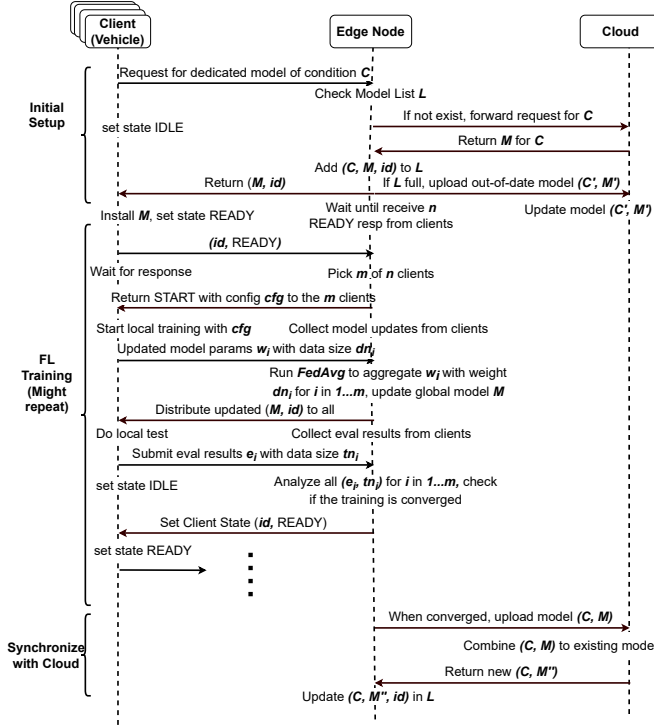 Client
(Vehicle)
Edge Node
Cloud
Initial
Setup
Request for dedicated model of condition C
Check Model List L
If not exist, forward request for C
set state IDLE
Return M for C
Add (C, M, id) to L
Return (M, id)
If L full, upload out-of-date model (C', M')
Install M, set state READY
Wait until receive n
READY resp from clients
Update model (C', M')
(id, READY)
Wait for response
Pick m of n clients
Return START with config cfg to the m clients
Start local training with cfg
Collect model updates from clients
Updated model params wi with data size dni
FL
Training
(Might
repeat)
Run FedAvg to aggregate wi with weight
dni for i in 1...m, update global model M
Distribute updated (M, id) to all
Do local test
Collect eval results from clients
Submit eval results ei with data size tni
set state IDLE
Analyze all (ei, tni) for i in 1...m, check
if the training is converged
Set Client State (id, READY)
set state READY
Synchronize
with Cloud
When converged, upload model (C, M)
Combine (C, M) to existing mode
Return new (C, M'')
Update (C, M'', id) in L